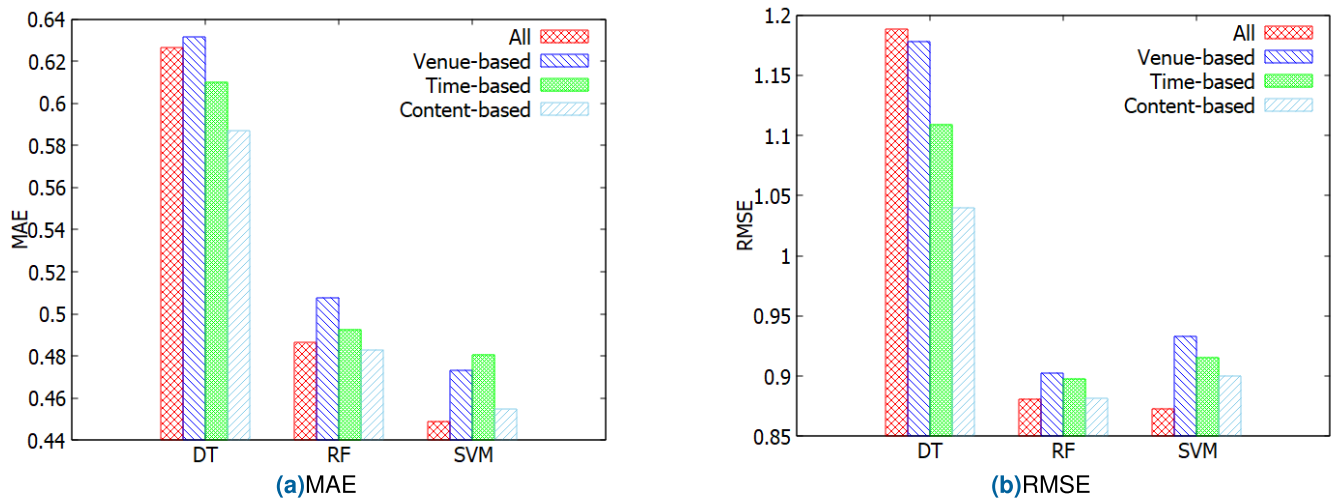 0.64
0.62
0.6
0.58
0.56
0.54
0.52
0.5
0.48
0.46
0.44
MAE
All
Venue-based
Time-based
Content-based
DT RF SVM
(a)MAE
1.2
1.15
1.1
1.05
1
0.95
0.9
0.85
RMSE
All
Venue-based
Time-based
Content-based
DT RF SVM
(b)RMSE